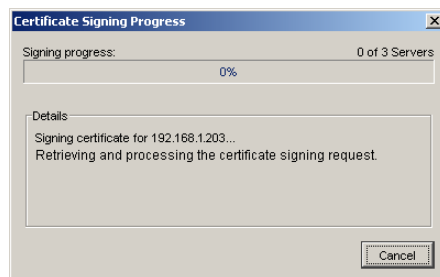 Certificate Signing Progress
Signing progress: 0 of 3 Servers
0%
Details
Signing certificate for 192.168.1.203...
Retrieving and processing the certificate signing request.
Cancel